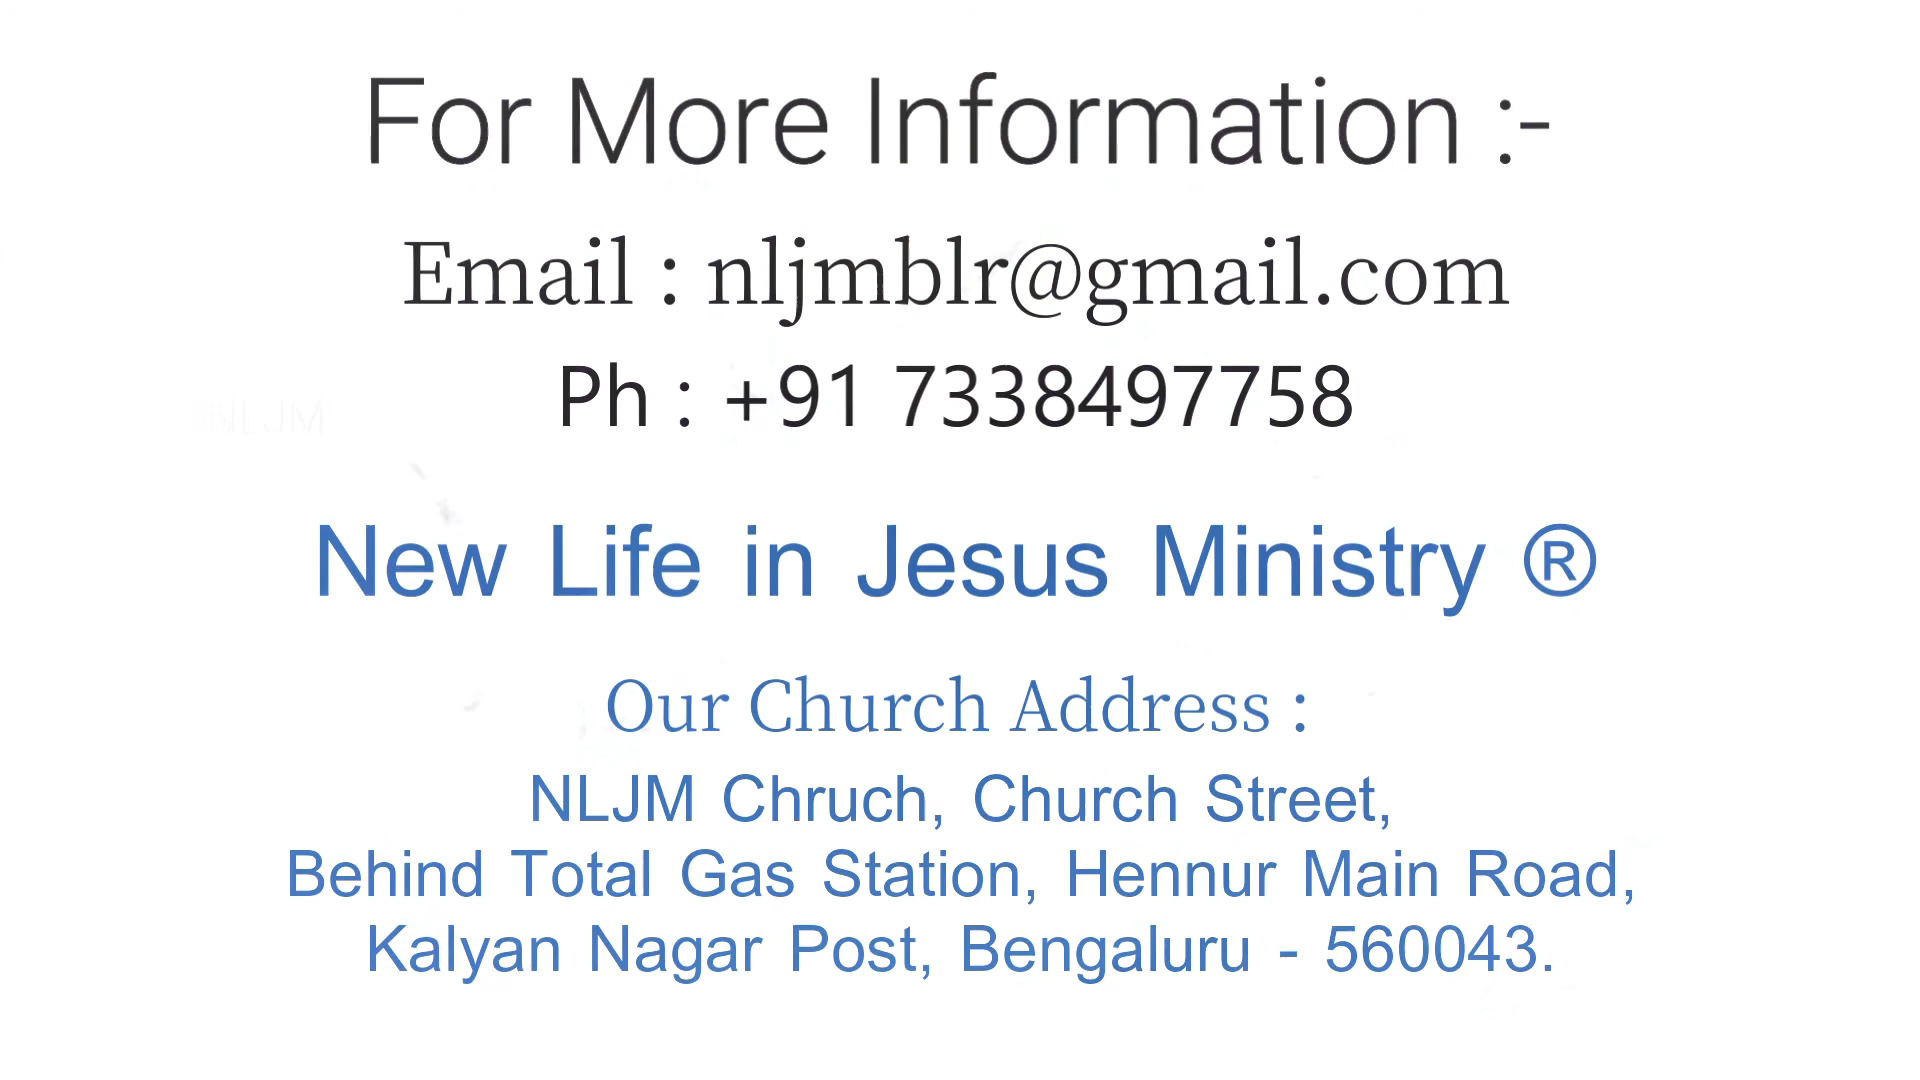 For More Information :-
Email : nljmblr@gmail.com
Ph : +91 7338497758
NLJM
New Life in Jesus Ministry ®
Our Church Address :
NLJM Chruch, Church Street,
Behind Total Gas Station, Hennur Main Road,
Kalyan Nagar Post, Bengaluru - 560043.